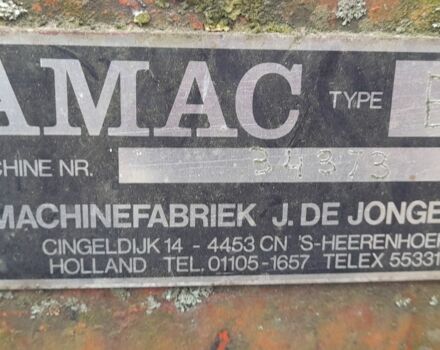 AMAC TYPE E
CHINE NR. 34373
MACHINEFABRIEK J. DE JONGE
CINGELDIJK 14 - 4453 CN 'S-HEERENHOE
HOLLAND TEL. 01105-1657 TELEX 55331